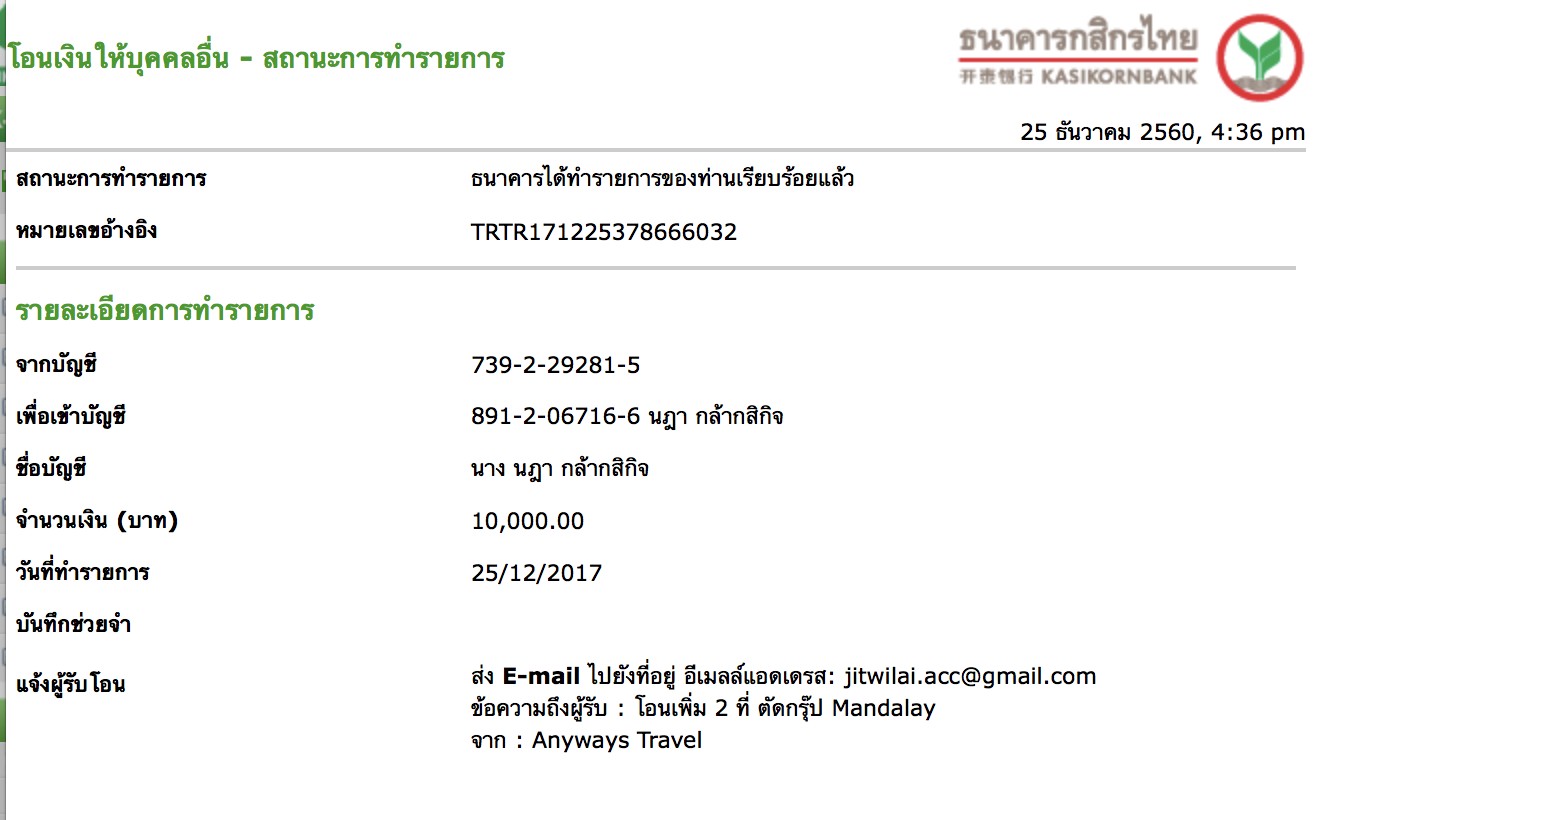 โอนเงินให้บุคคลอื่น - สถานะการทำรายการ
ธนาคารกสิกรไทย
开泰银行 KASIKORNBANK
25 ธันวาคม 2560, 4:36 pm
สถานะการทำรายการ ธนาคารได้ทำรายการของท่านเรียบร้อยแล้ว
หมายเลขอ้างอิง TRTR171225378666032
รายละเอียดการทำรายการ
จากบัญชี 739-2-29281-5
เพื่อเข้าบัญชี 891-2-06716-6 นฎา กล้ากสิกิจ
ชื่อบัญชี นาง นฎา กล้ากสิกิจ
จำนวนเงิน (บาท) 10,000.00
วันที่ทำรายการ 25/12/2017
บันทึกช่วยจำ
แจ้งผู้รับโอน ส่ง E-mail ไปยังที่อยู่ อีเมลล์แอดเดรส: jitwilai.acc@gmail.com
ข้อความถึงผู้รับ : โอนเพิ่ม 2 ที่ ตัดกรุ๊ป Mandalay
จาก : Anyways Travel